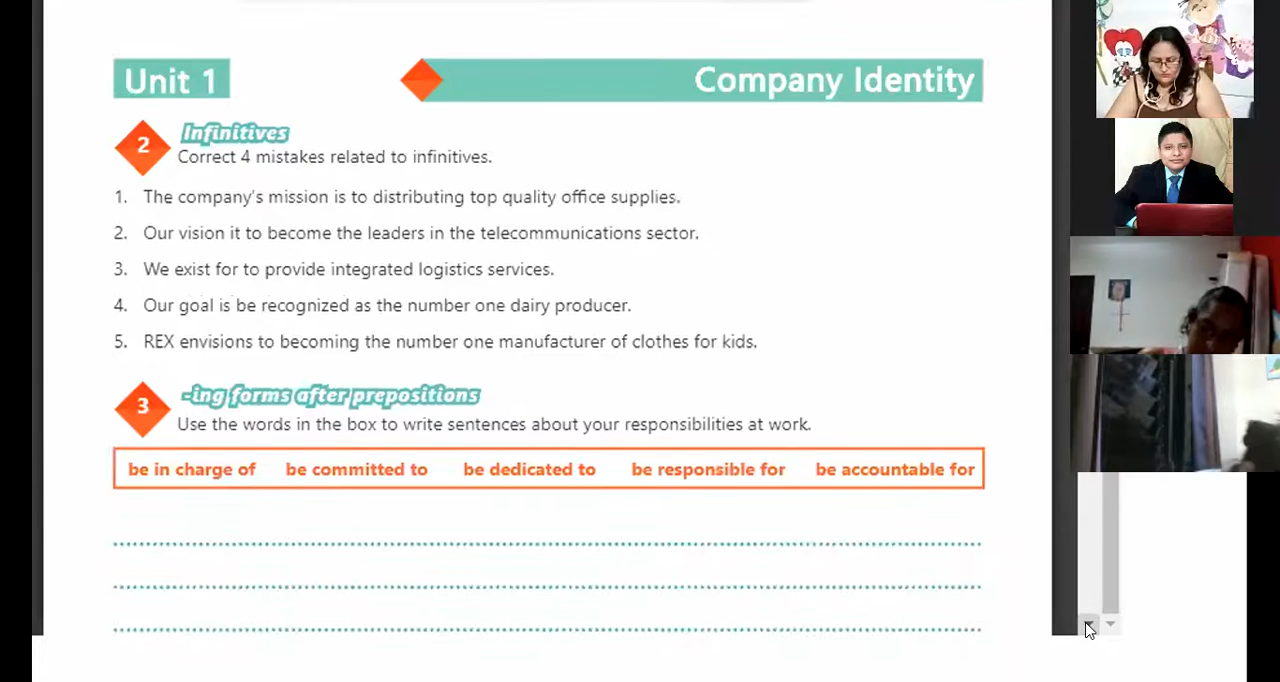 Unit 1
Company Identity
2
Infinitives
Correct 4 mistakes related to infinitives.
1. The company's mission is to distributing top quality office supplies.
2. Our vision it to become the leaders in the telecommunications sector.
3. We exist for to provide integrated logistics services.
4. Our goal is be recognized as the number one dairy producer.
5. REX envisions to becoming the number one manufacturer of clothes for kids.
3
-ing forms after prepositions
Use the words in the box to write sentences about your responsibilities at work.
be in charge of be committed to be dedicated to be responsible for be accountable for